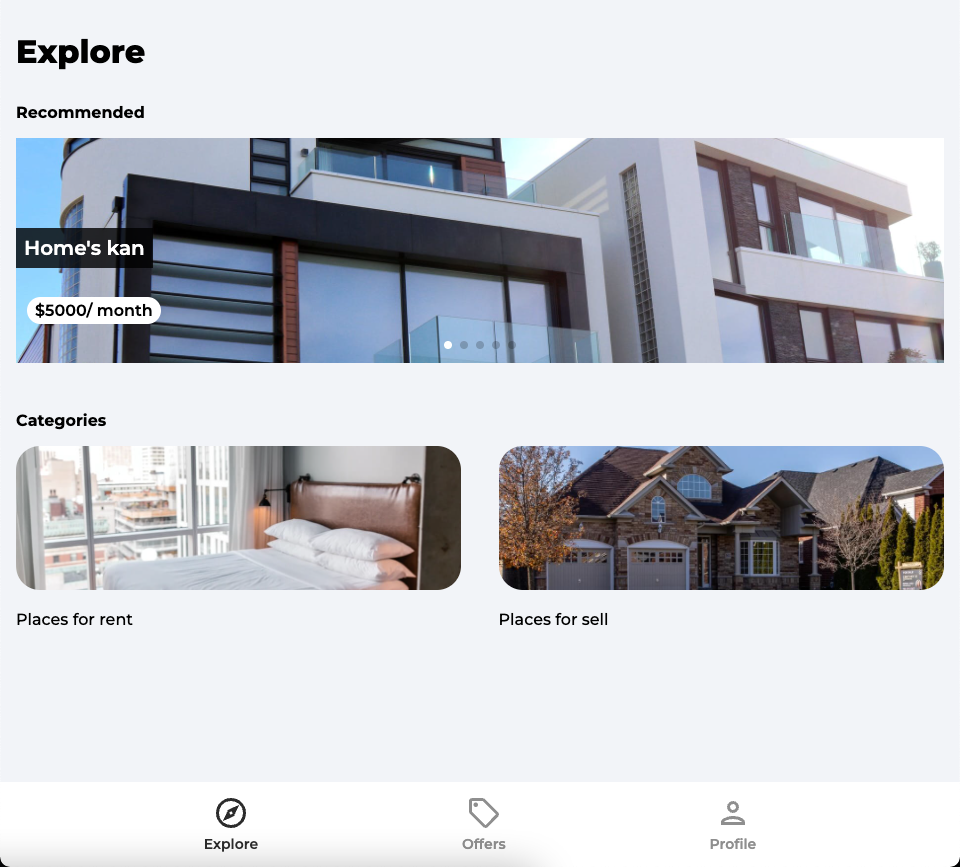 Explore
Recommended
Home's kan
$5000/ month
Categories
Places for rent
Places for sell
Explore
Offers
Profile